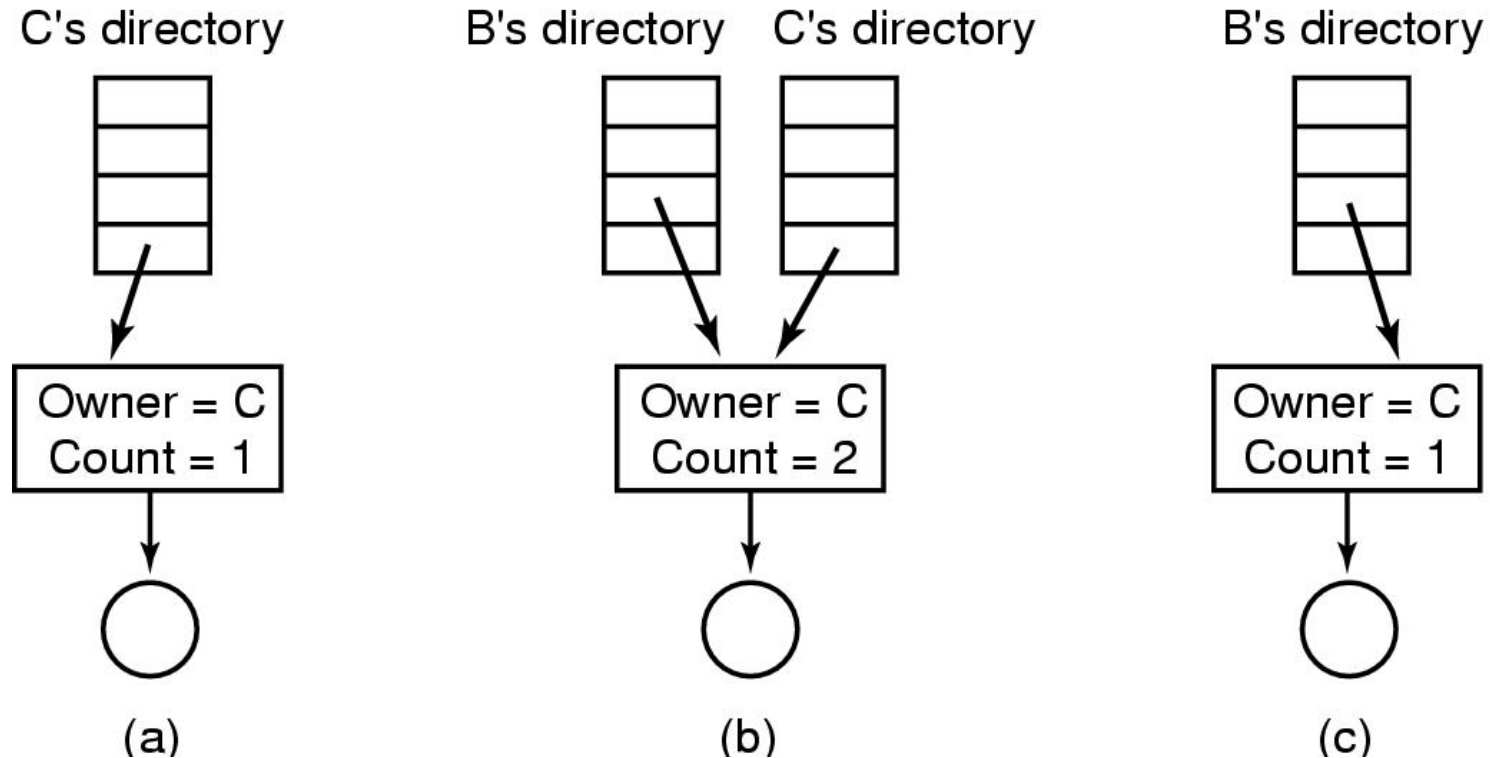 C's directory
B's directory
C's directory
B's directory
Owner = C
Count = 1
Owner = C
Count = 2
Owner = C
Count = 1
(a)
(b)
(c)